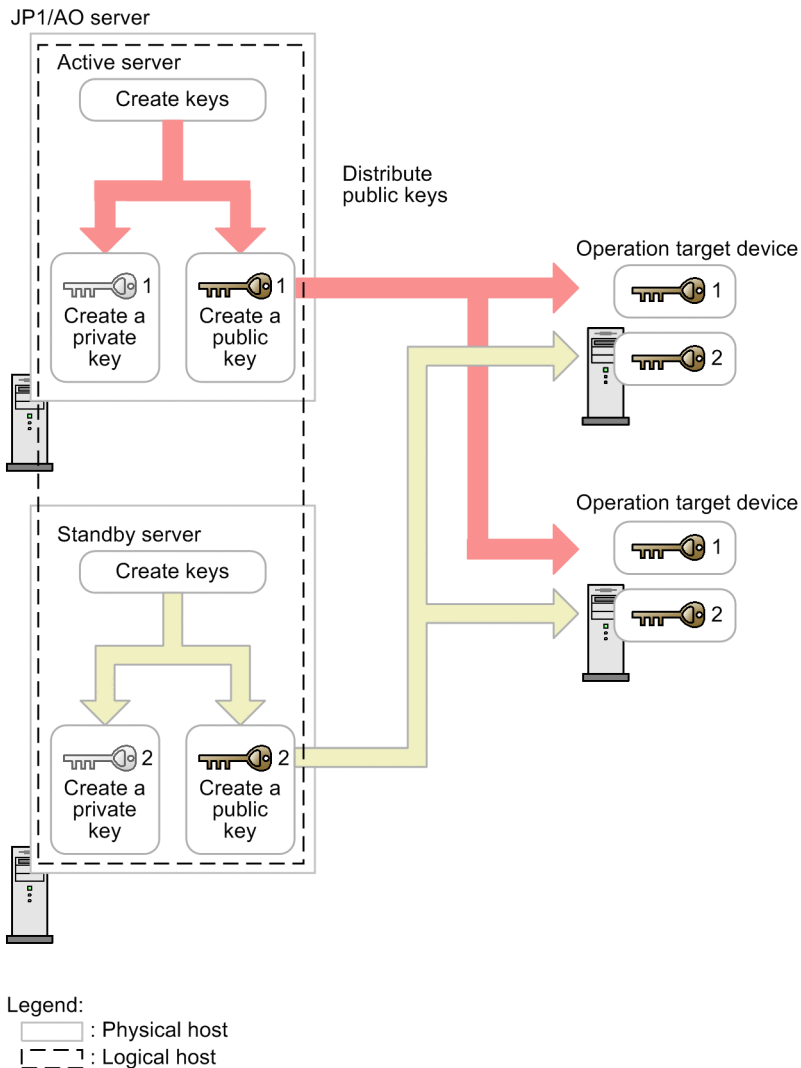 JP1/AO server
Active server
Create keys
Distribute
public keys
1
Create a
private
key
1
Create a
public
key
Operation target device
1
2
Operation target device
1
2
Standby server
Create keys
2
Create a
private
key
2
Create a
public
key
Legend:
: Physical host
: Logical host